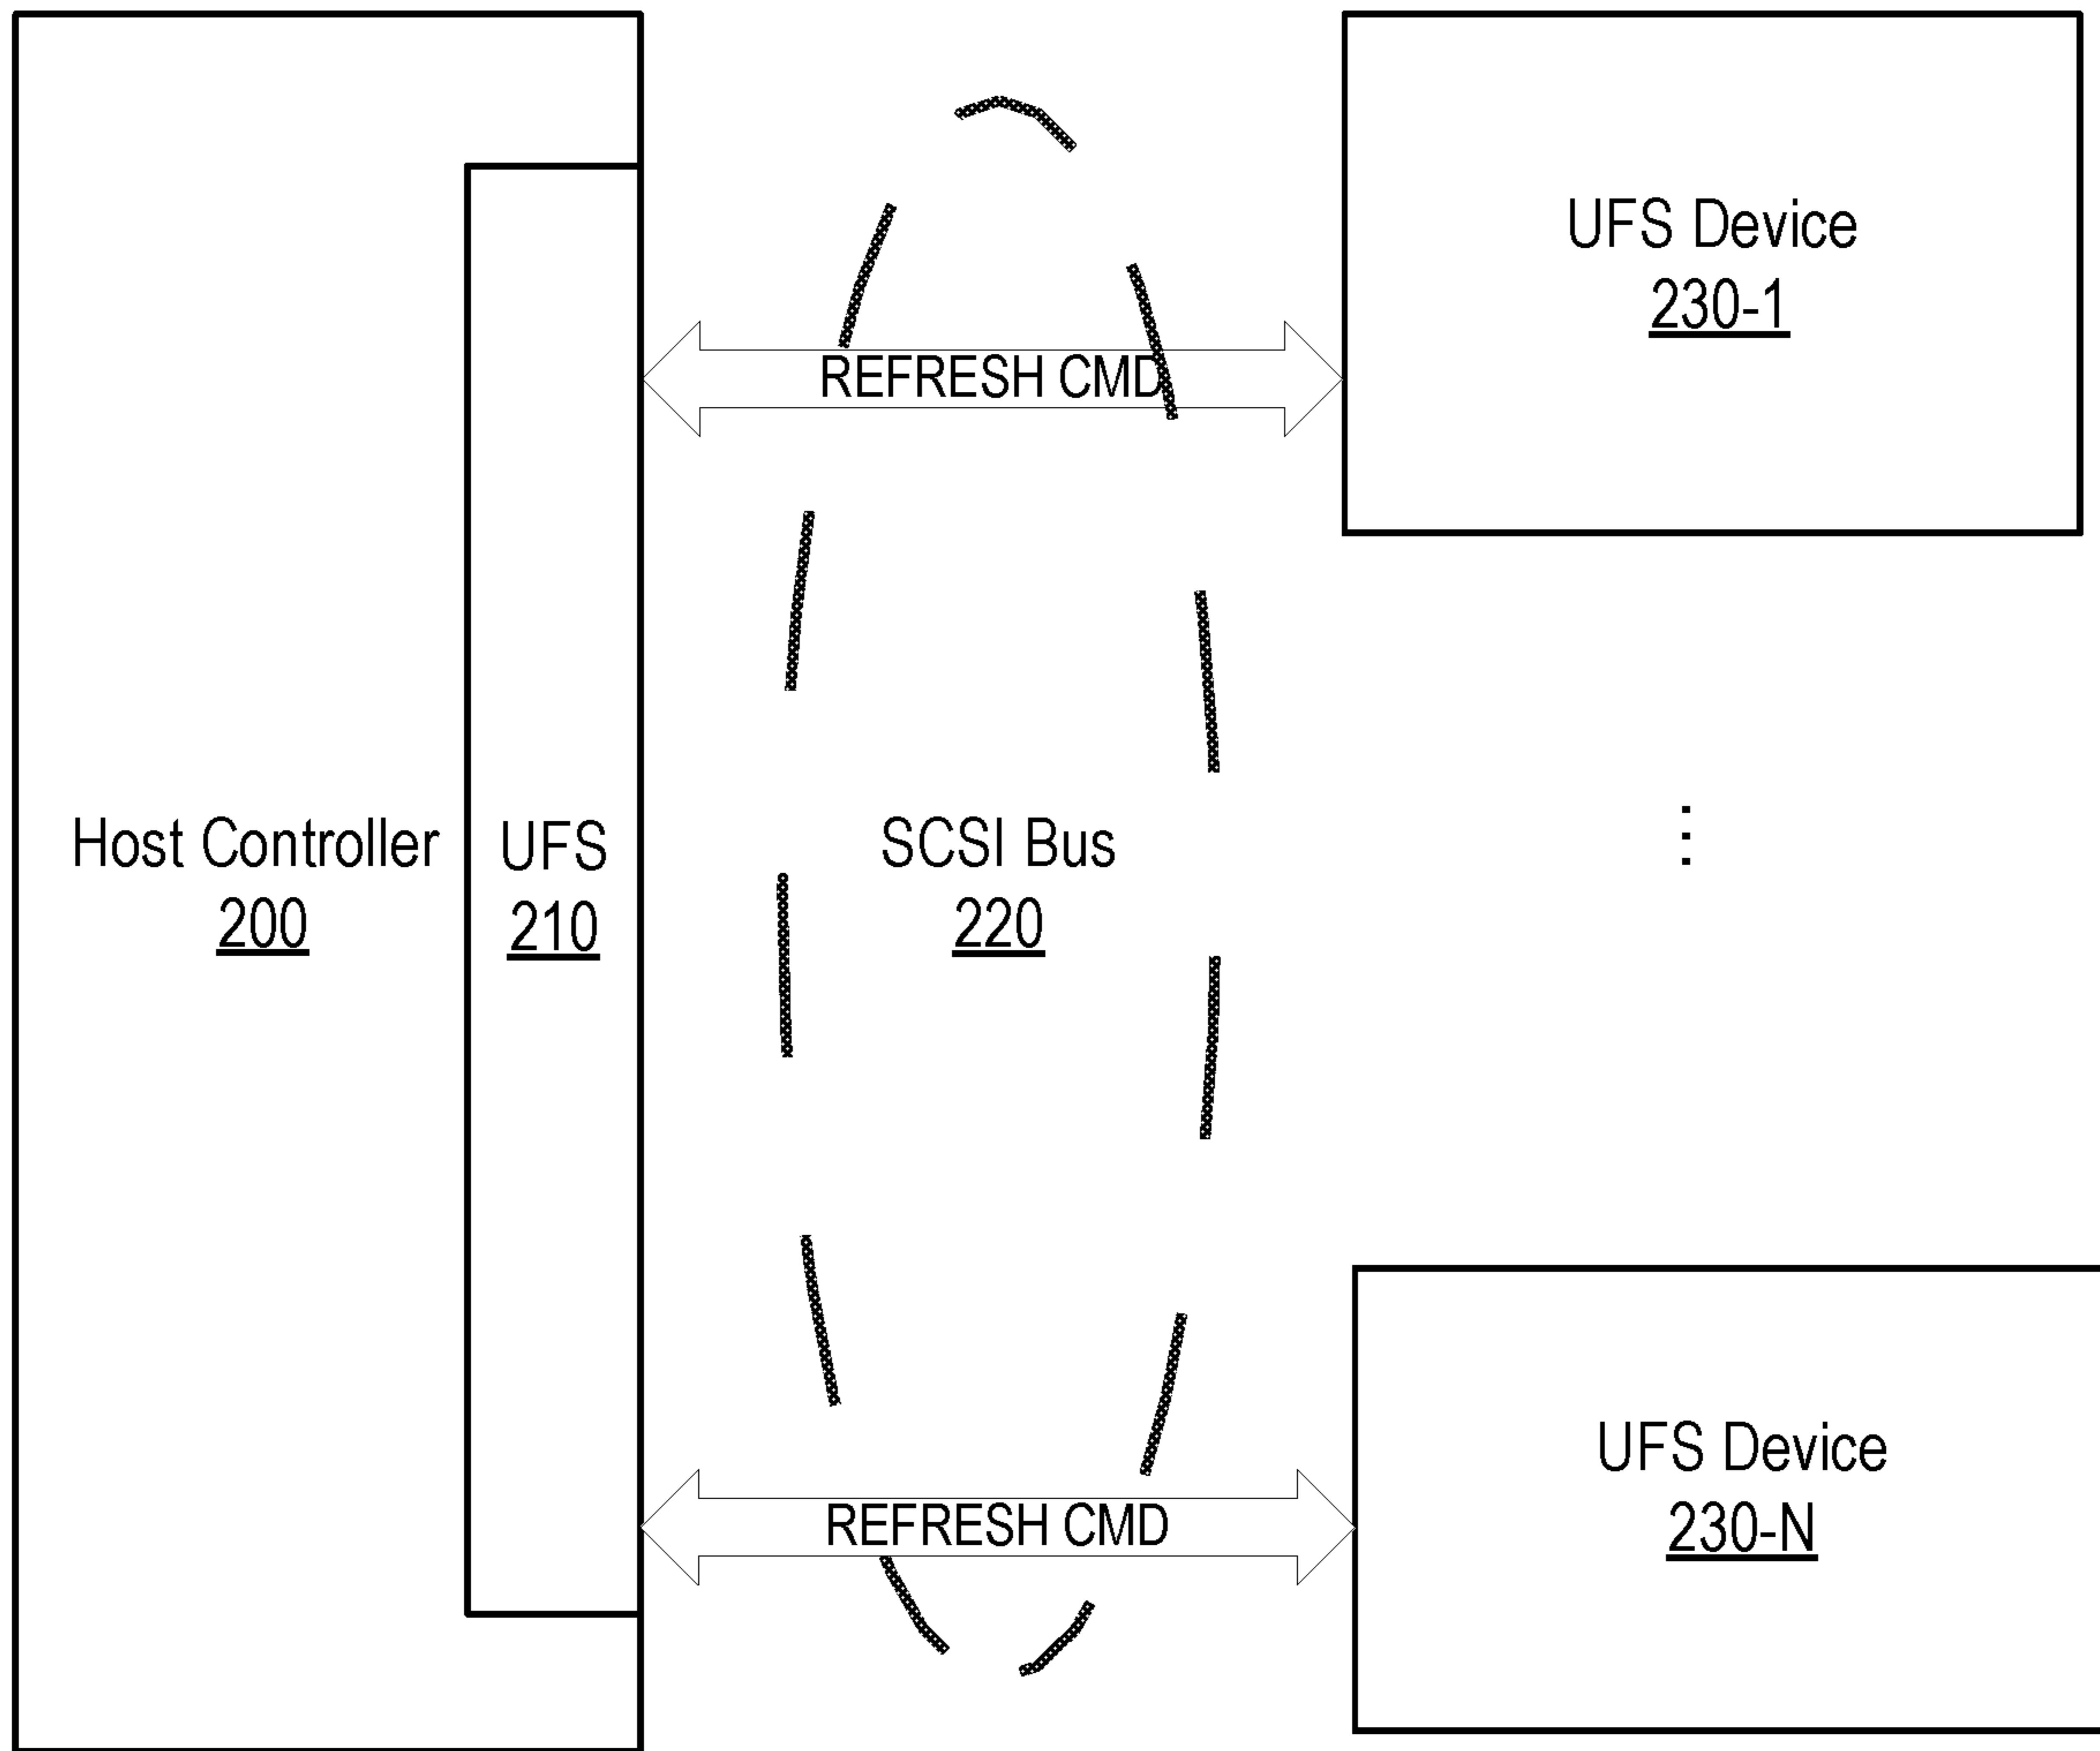 UFS Device
230-1
REFRESH CMD
Host Controller
200
UFS
210
SCSI Bus
220
⋮
UFS Device
230-N
REFRESH CMD